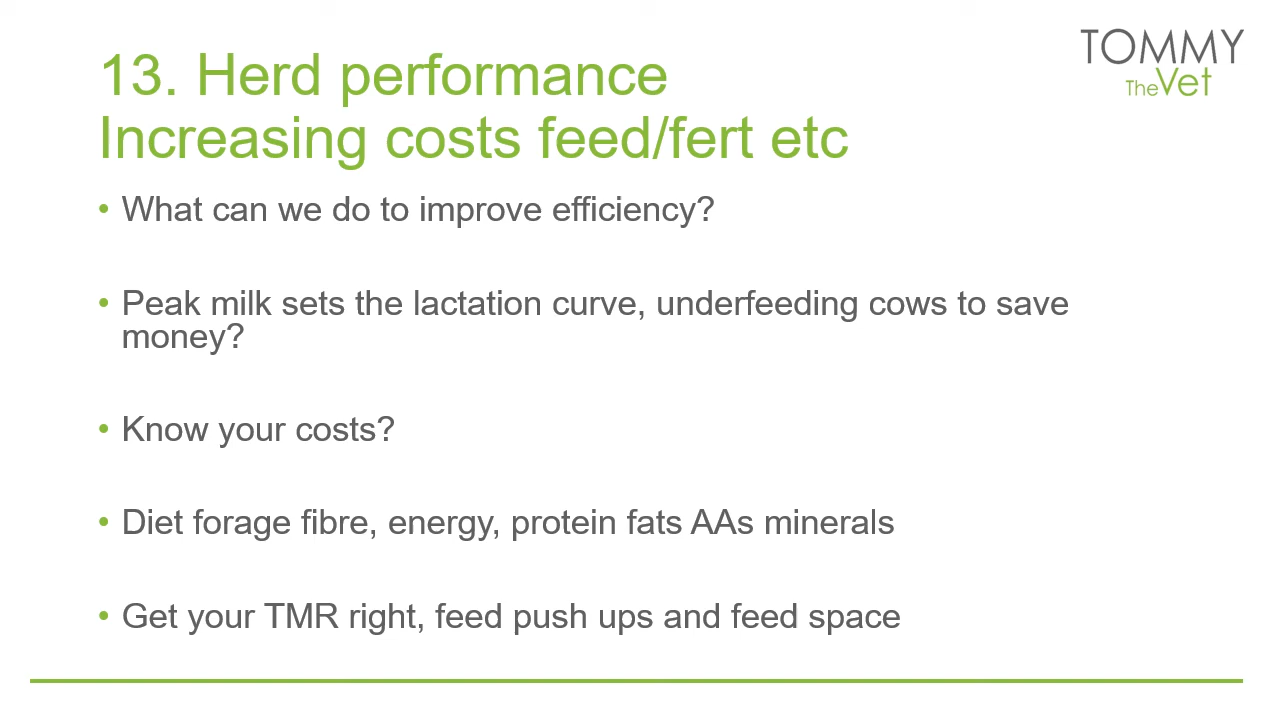 TOMMY
TheVet
13. Herd performance
Increasing costs feed/fert etc
• What can we do to improve efficiency?
• Peak milk sets the lactation curve, underfeeding cows to save
money?
• Know your costs?
• Diet forage fibre, energy, protein fats AAs minerals
• Get your TMR right, feed push ups and feed space